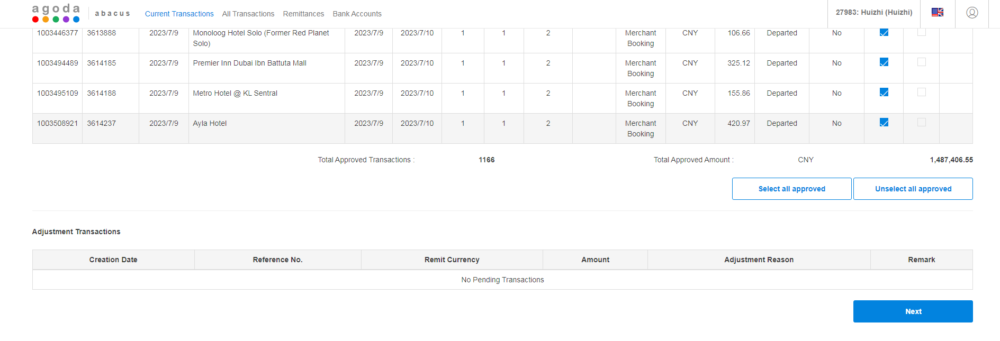 agoda abacus Current Transactions All Transactions Remittances Bank Accounts 27983: Huizhi (Huizhi)
1003446377 3613888 2023/7/9 Monoloog Hotel Solo (Former Red Planet Solo) 2023/7/9 2023/7/10 1 1 2 Merchant Booking CNY 106.66 Departed No
1003494489 3614185 2023/7/9 Premier Inn Dubai Ibn Battuta Mall 2023/7/9 2023/7/10 1 1 2 Merchant Booking CNY 325.12 Departed No
1003495109 3614188 2023/7/9 Metro Hotel @ KL Sentral 2023/7/9 2023/7/10 1 1 2 Merchant Booking CNY 155.86 Departed No
1003508921 3614237 2023/7/9 Ayla Hotel 2023/7/9 2023/7/10 1 1 2 Merchant Booking CNY 420.97 Departed No
Total Approved Transactions : 1166 Total Approved Amount : CNY 1,487,406.55
Select all approved Unselect all approved
Adjustment Transactions
Creation Date Reference No. Remit Currency Amount Adjustment Reason Remark
No Pending Transactions
Next